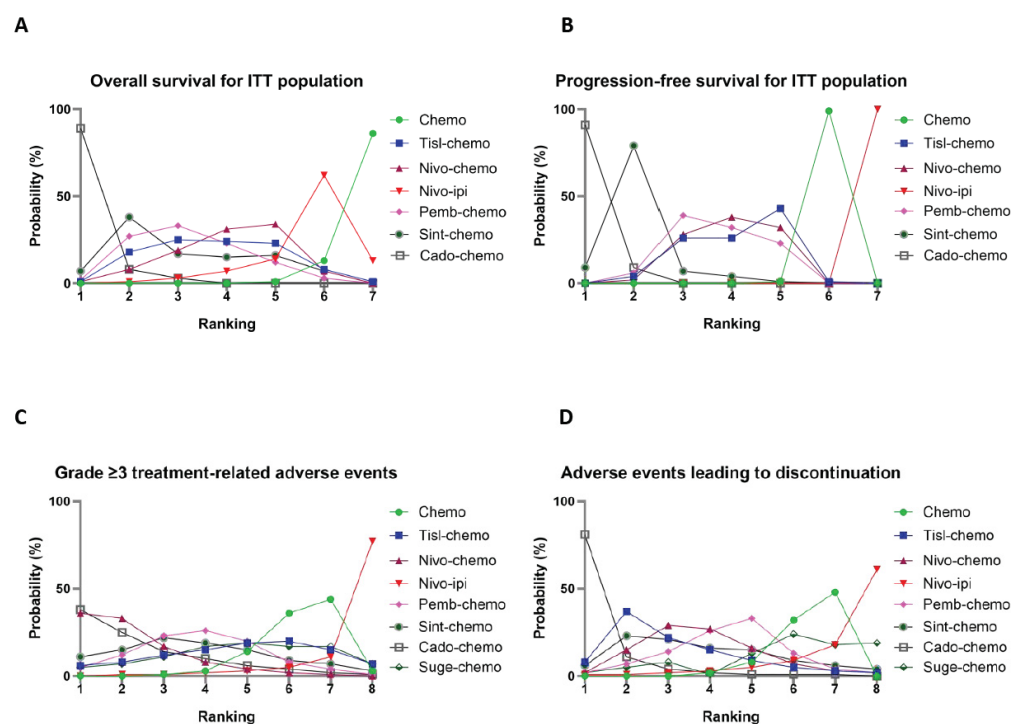 A
Overall survival for ITT population
Probability (%)
100
50
0
1 2 3 4 5 6 7
Ranking
Chemo
Tisl-chemo
Nivo-chemo
Nivo-ipi
Pemb-chemo
Sint-chemo
Cado-chemo
B
Progression-free survival for ITT population
Probability (%)
100
50
0
1 2 3 4 5 6 7
Ranking
Chemo
Tisl-chemo
Nivo-chemo
Nivo-ipi
Pemb-chemo
Sint-chemo
Cado-chemo
C
Grade ≥3 treatment-related adverse events
Probability (%)
100
50
0
1 2 3 4 5 6 7 8
Ranking
Chemo
Tisl-chemo
Nivo-chemo
Nivo-ipi
Pemb-chemo
Sint-chemo
Cado-chemo
Suge-chemo
D
Adverse events leading to discontinuation
Probability (%)
100
50
0
1 2 3 4 5 6 7 8
Ranking
Chemo
Tisl-chemo
Nivo-chemo
Nivo-ipi
Pemb-chemo
Sint-chemo
Cado-chemo
Suge-chemo